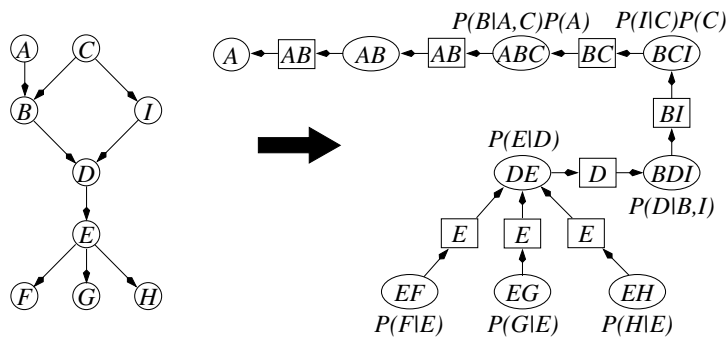 P(B|A,C)P(A) P(I|C)P(C)
A C A AB AB AB ABC BC BCI
B I BI
P(E|D)
D DE D BDI
P(D|B,I)
E E E E
F G H EF EG EH
P(F|E) P(G|E) P(H|E)